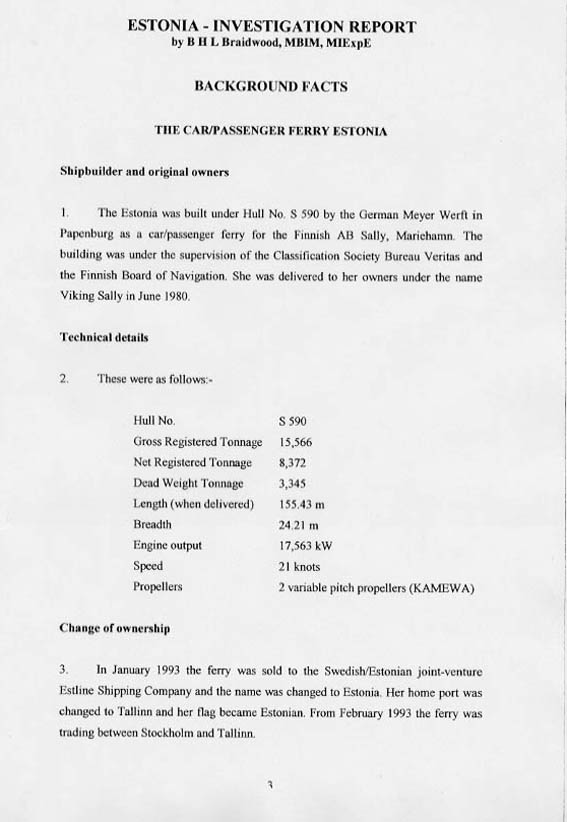 ESTONIA - INVESTIGATION REPORT
by B H L Braidwood, MBIM, MIExpE
BACKGROUND FACTS
THE CAR/PASSENGER FERRY ESTONIA
Shipbuilder and original owners
1. The Estonia was built under Hull No. S 590 by the German Meyer Werft in
Papenburg as a car/passenger ferry for the Finnish AB Sally, Mariehamn. The
building was under the supervision of the Classification Society Bureau Veritas and
the Finnish Board of Navigation. She was delivered to her owners under the name
Viking Sally in June 1980.
Technical details
2. These were as follows:-
Hull No. S 590
Gross Registered Tonnage 15,566
Net Registered Tonnage 8,372
Dead Weight Tonnage 3,345
Length (when delivered) 155.43 m
Breadth 24.21 m
Engine output 17,563 kW
Speed 21 knots
Propellers 2 variable pitch propellers (KAMEWA)
Change of ownership
3. In January 1993 the ferry was sold to the Swedish/Estonian joint-venture
Estline Shipping Company and the name was changed to Estonia. Her home port was
changed to Tallinn and her flag became Estonian. From February 1993 the ferry was
trading between Stockholm and Tallinn.
3